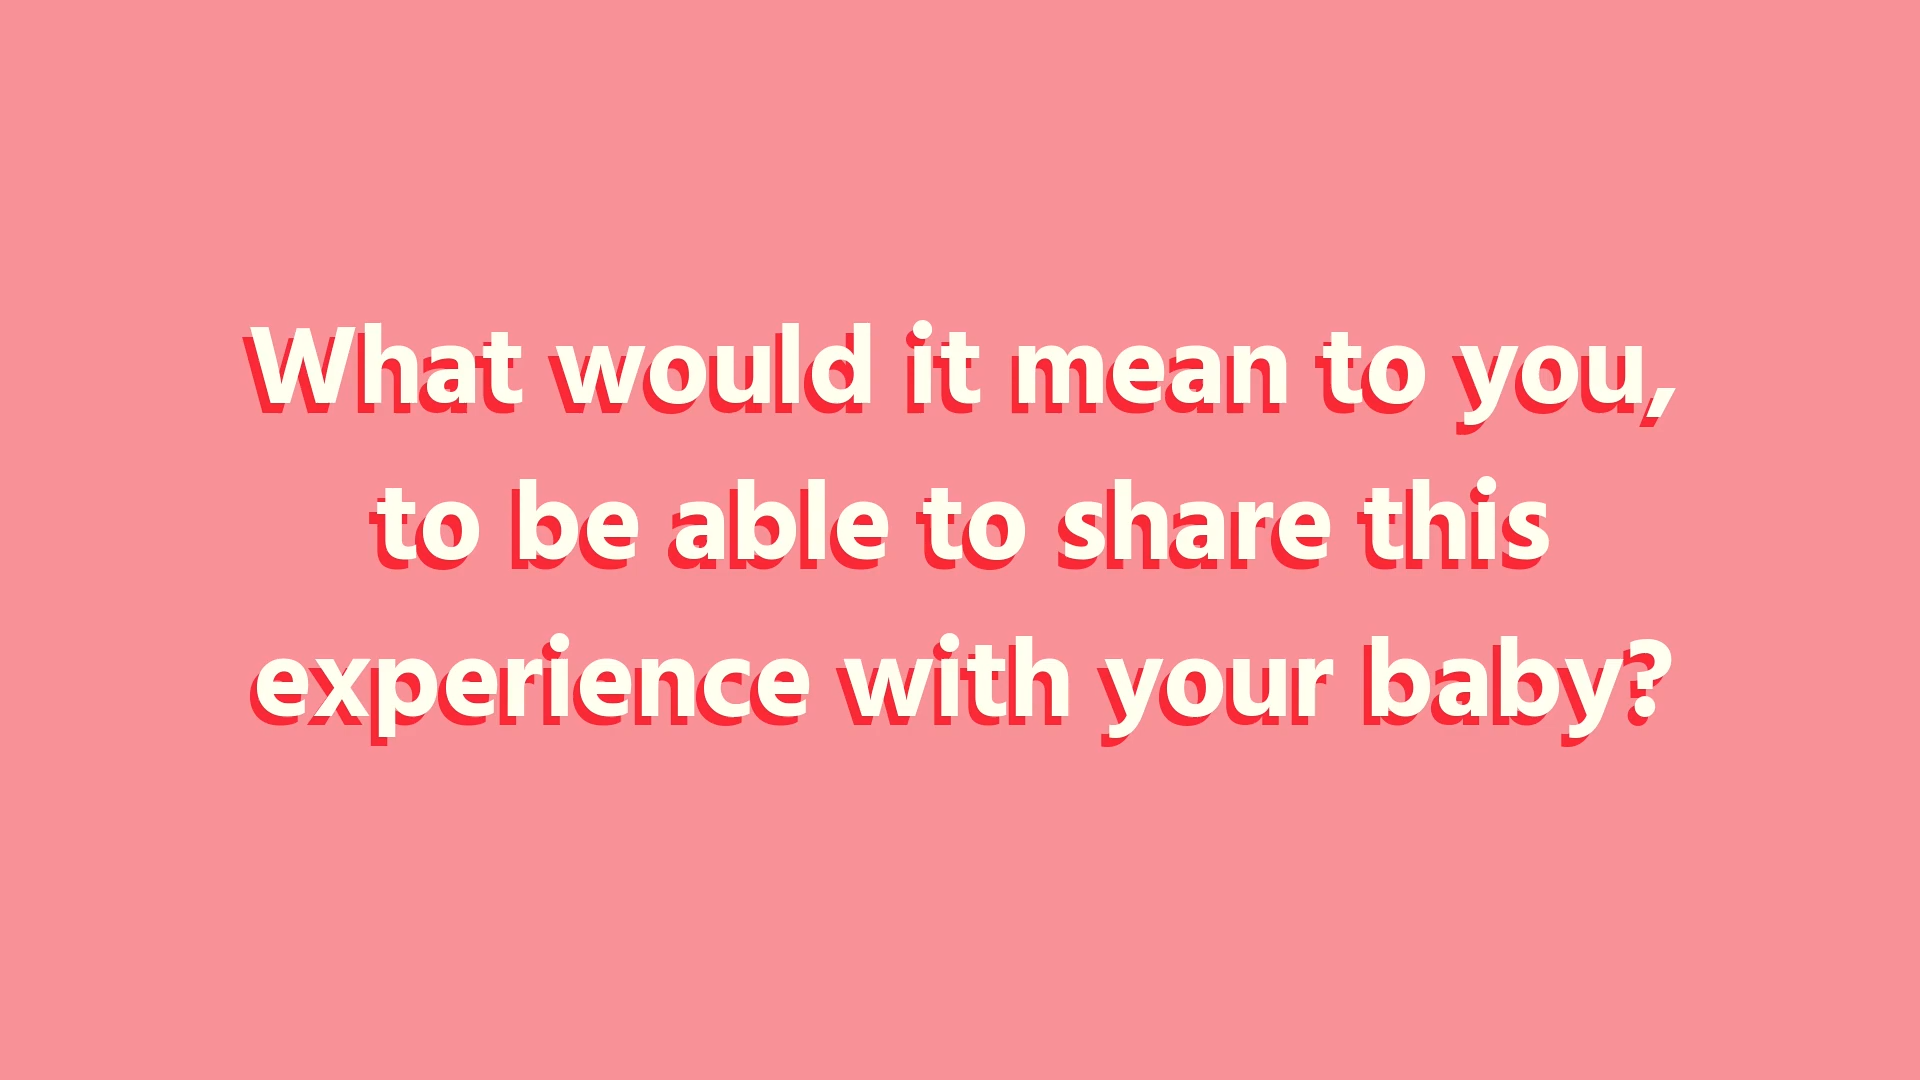 What would it mean to you,
to be able to share this
experience with your baby?